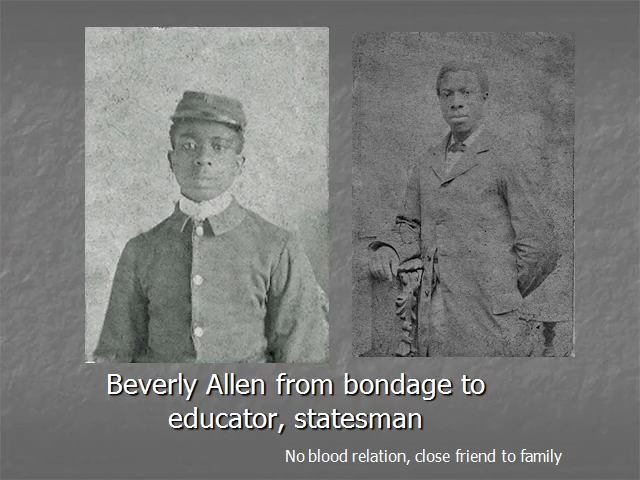 Beverly Allen from bondage to
educator, statesman
No blood relation, close friend to family